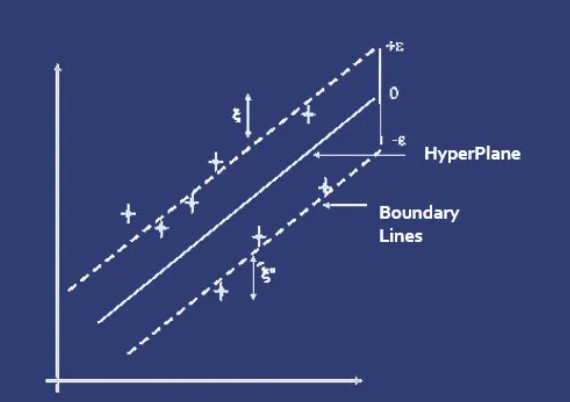 +ε
ξ
0
-ε
HyperPlane
Boundary
Lines
ξ*